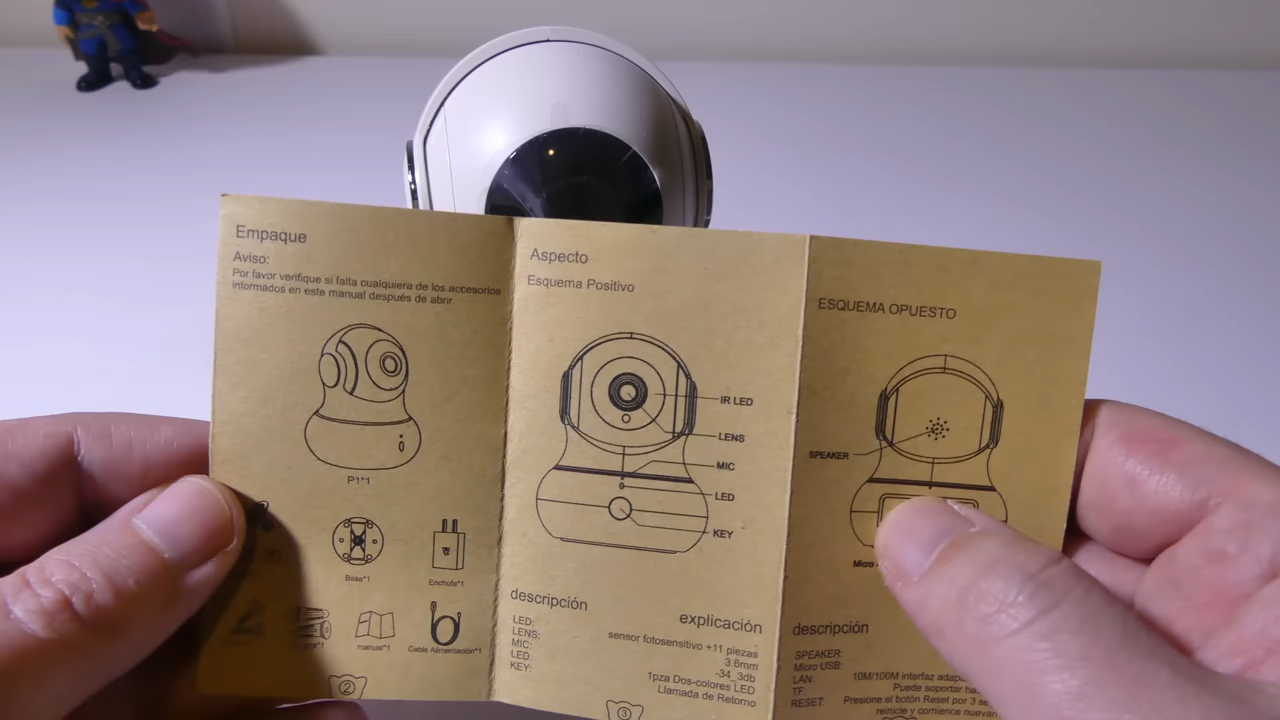 Empaque
Aviso:
Por favor verifique si falta cualquiera de los accesorios
informados en este manual después de abrir.
P1*1
Base*1
Enchufe*1
manual*1
Cable Alimentación*1
2
Aspecto
Esquema Positivo
IR LED
LENS
MIC
LED
KEY
descripción
explicación
LED:
sensor fotosensitivo +11 piezas
LENS:
3.6mm
MIC:
-34_3db
LED:
1pza Dos-colores LED
KEY:
Llamada de Retorno
3
ESQUEMA OPUESTO
SPEAKER
Micro
descripción
SPEAKER:
Micro USB:
LAN:
10M/100M interfaz
TF
Puede soportar
RESET:
Presione el botón Reset por 3
reinicie y comience